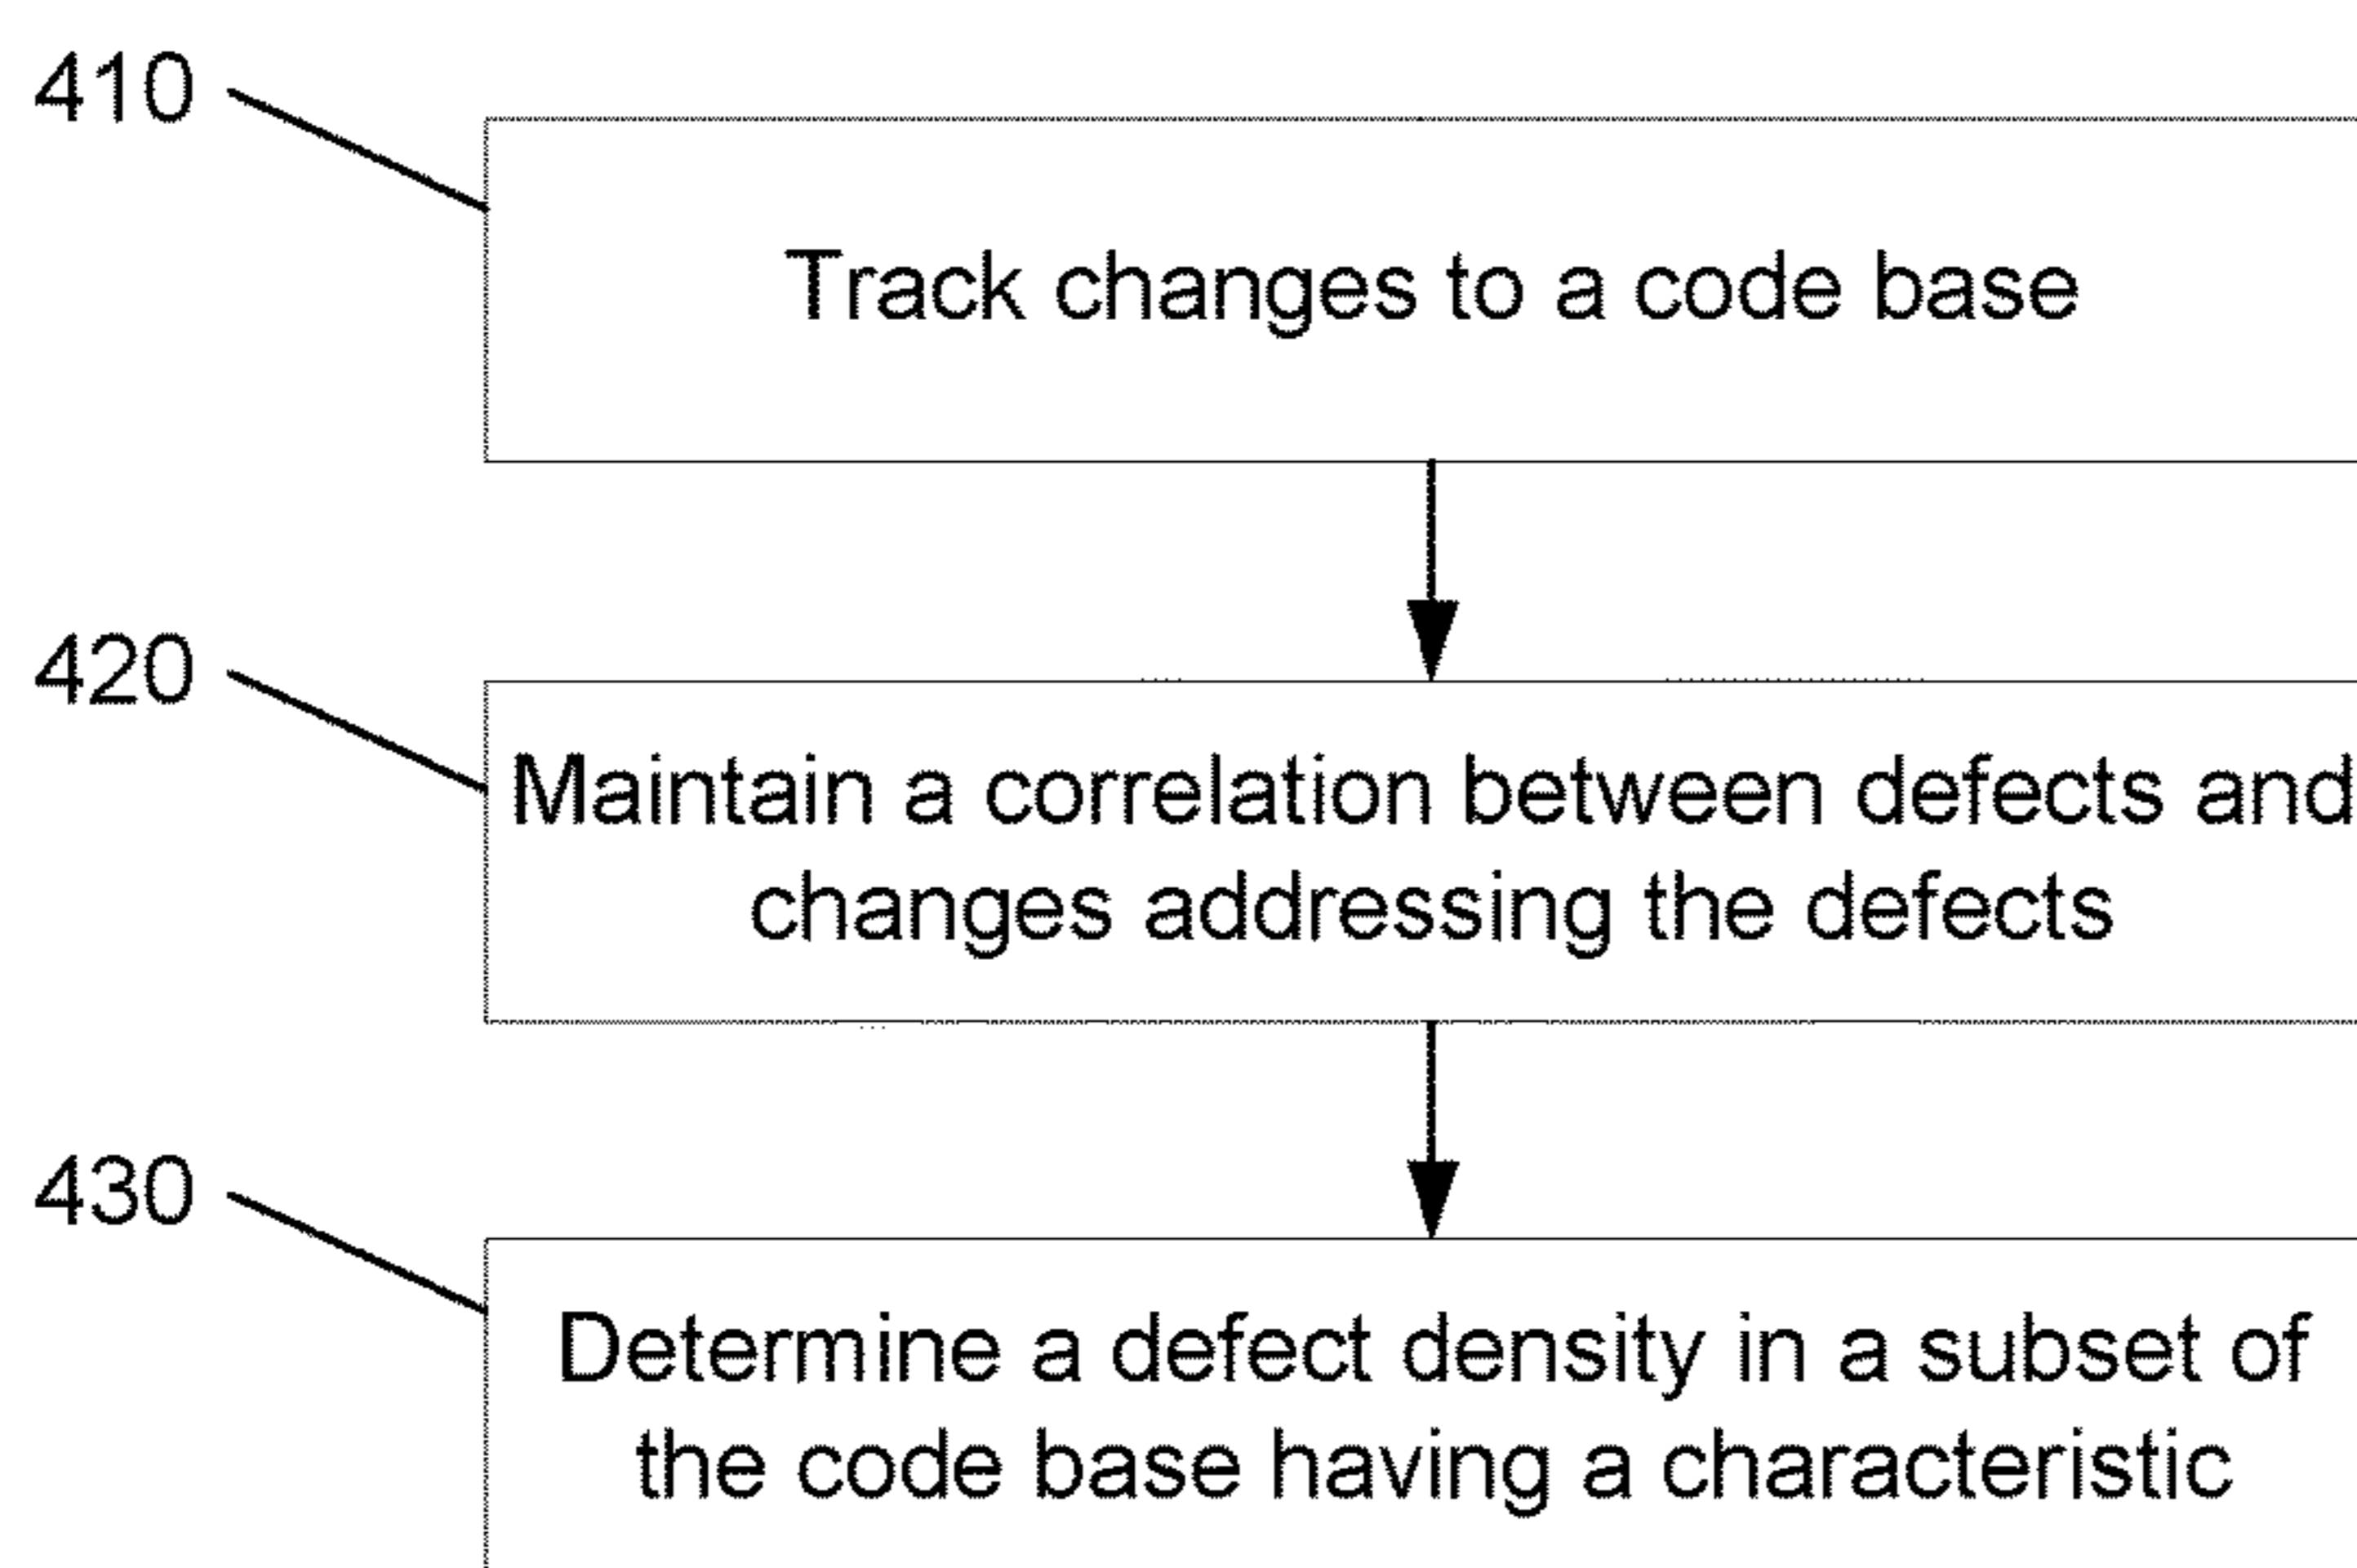 410
Track changes to a code base
420
Maintain a correlation between defects and
changes addressing the defects
430
Determine a defect density in a subset of
the code base having a characteristic